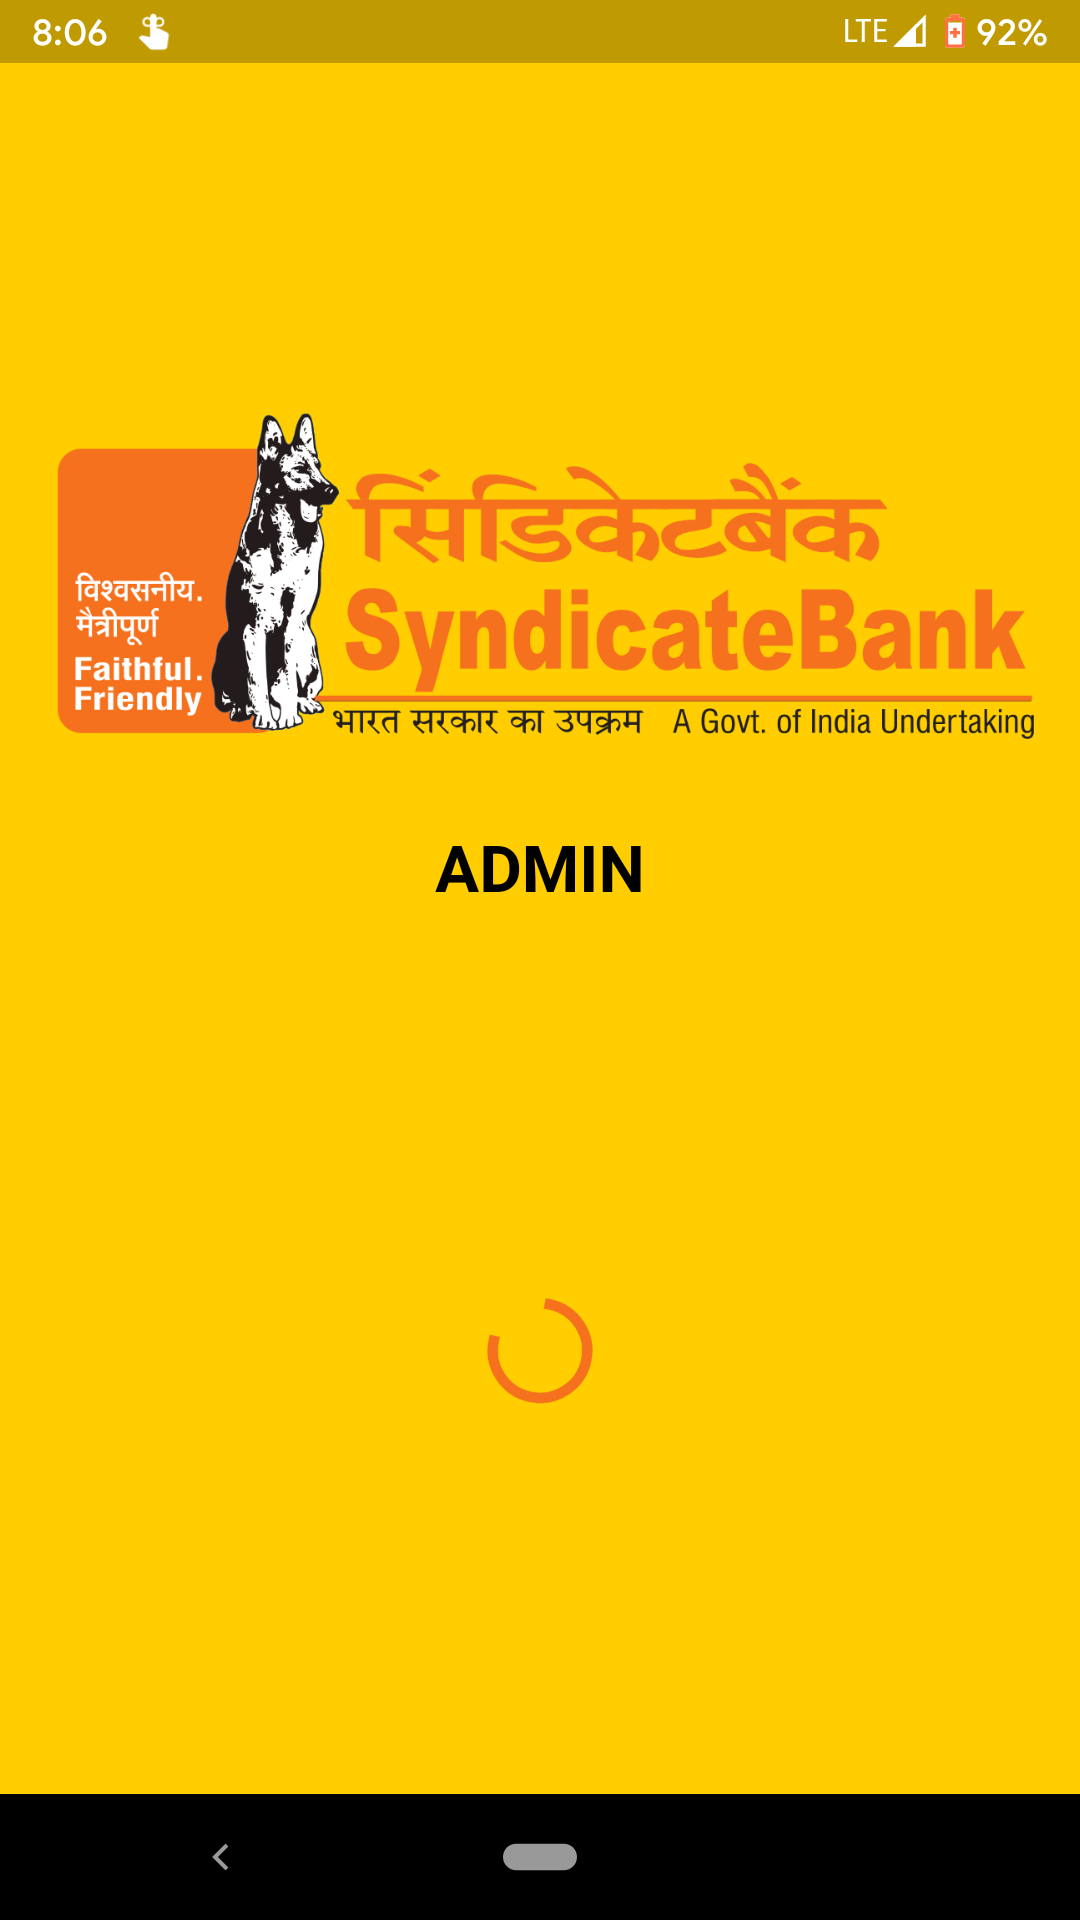 8:06 LTE 92%
सिंडिकेटबैंक
विश्वसनीय.
मैत्रीपूर्ण
Faithful.
Friendly
SyndicateBank
भारत सरकार का उपक्रम A Govt. of India Undertaking
ADMIN